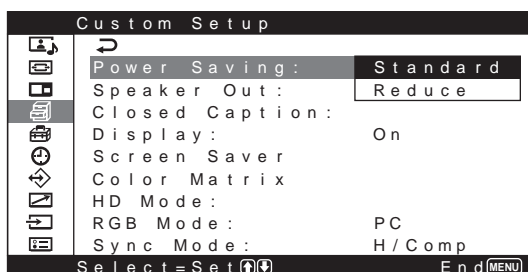 Custom Setup
Power Saving: Standard
Speaker Out: Reduce
Closed Caption:
Display: On
Screen Saver
Color Matrix
HD Mode:
RGB Mode: PC
Sync Mode: H/Comp
Select=Set End MENU